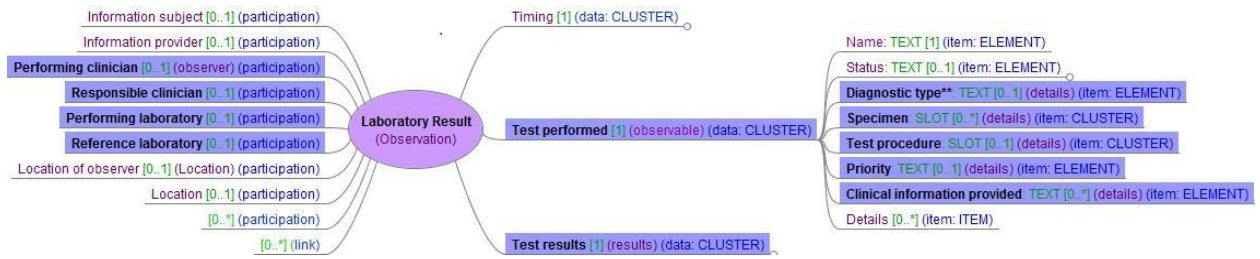 Information subject [0..1] (participation)
Information provider [0..1] (participation)
Performing clinician [0..1] (observer) (participation)
Responsible clinician [0..1] (participation)
Performing laboratory [0..1] (participation)
Reference laboratory [0..1] (participation)
Location of observer [0..1] (Location) (participation)
Location [0..1] (participation)
[0..*] (participation)
[0..*] (link)
Laboratory Result
(Observation)
Timing [1] (data: CLUSTER)
Test performed [1] (observable) (data: CLUSTER)
Test results [1] (results) (data: CLUSTER)
Name: TEXT [1] (item: ELEMENT)
Status: TEXT [0..1] (item: ELEMENT)
Diagnostic type**: TEXT [0..1] (details) (item: ELEMENT)
Specimen: SLOT [0..*] (details) (item: CLUSTER)
Test procedure: SLOT [0..1] (details) (item: CLUSTER)
Priority: TEXT [0..1] (details) (item: ELEMENT)
Clinical information provided: TEXT [0..*] (details) (item: ELEMENT)
Details [0..*] (item: ITEM)